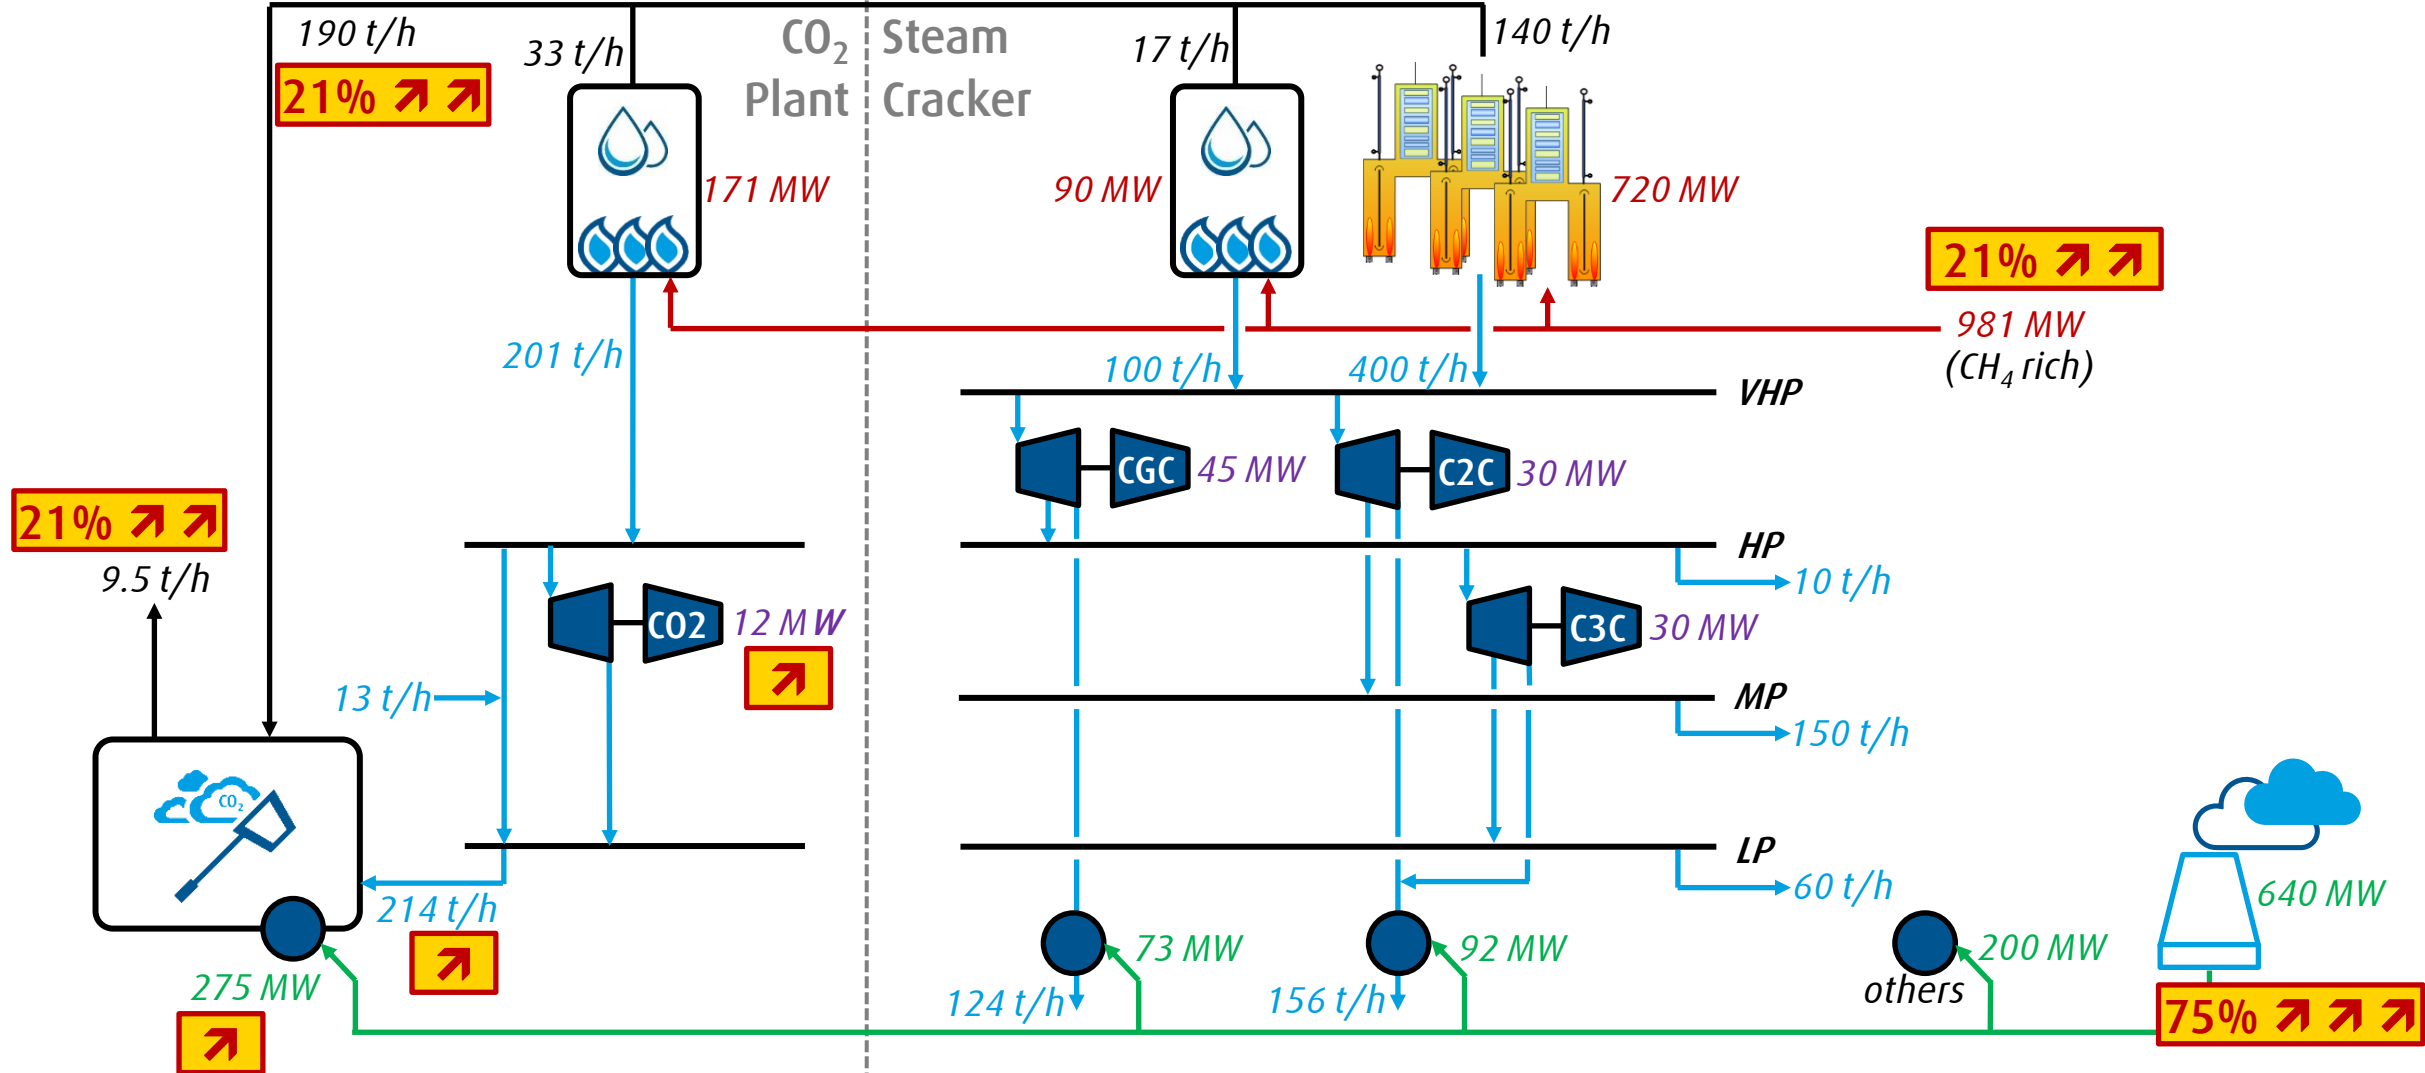 190 t/h
21%
33 t/h
CO₂ Plant
Steam Cracker
17 t/h
140 t/h
171 MW
90 MW
720 MW
21%
981 MW
(CH₄ rich)
201 t/h
100 t/h
400 t/h
VHP
CGC
45 MW
C2C
30 MW
21%
9.5 t/h
HP
10 t/h
CO2
12 MW
C3C
30 MW
13 t/h
MP
150 t/h
CO₂
LP
60 t/h
214 t/h
640 MW
275 MW
73 MW
92 MW
200 MW
others
124 t/h
156 t/h
75%